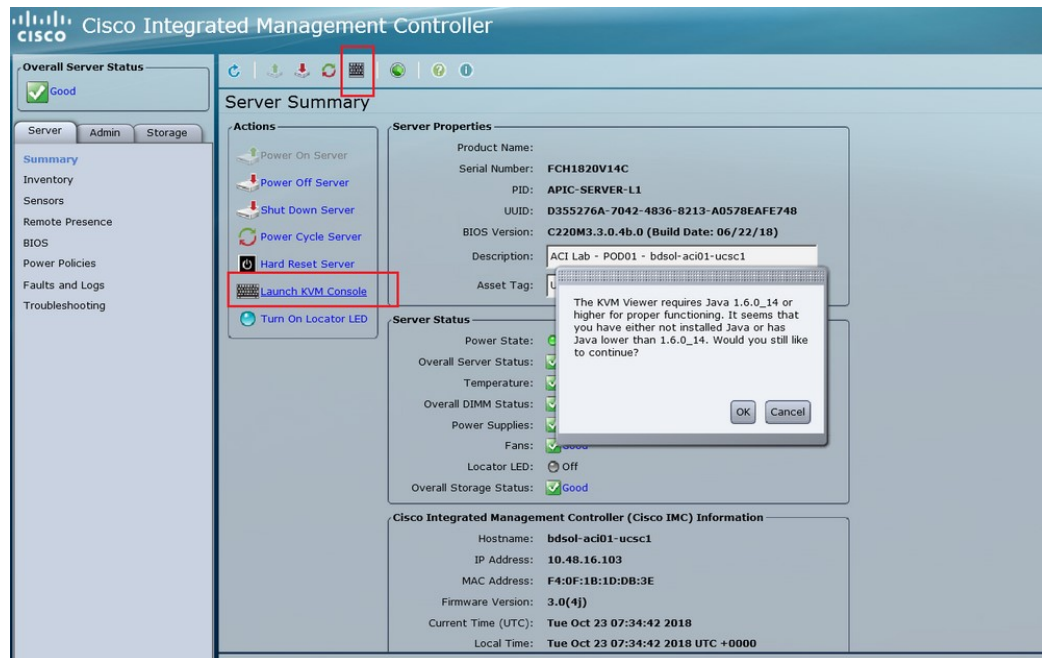 cisco
Cisco Integrated Management Controller
Overall Server Status
Good
Server Admin Storage
Summary
Inventory
Sensors
Remote Presence
BIOS
Power Policies
Faults and Logs
Troubleshooting
Server Summary
Actions
Power On Server
Power Off Server
Shut Down Server
Power Cycle Server
Hard Reset Server
Launch KVM Console
Turn On Locator LED
Server Properties
Product Name:
Serial Number: FCH1820V14C
PID: APIC-SERVER-L1
UUID: D355276A-7042-4836-8213-A0578EAFE748
BIOS Version: C220M3.3.0.4b.0 (Build Date: 06/22/18)
Description: ACI Lab - POD01 - bdsol-aci01-ucsc1
Asset Tag:
The KVM Viewer requires Java 1.6.0_14 or
higher for proper functioning. It seems that
you have either not installed Java or has
Java lower than 1.6.0_14. Would you still like
to continue?
OK Cancel
Server Status
Power State:
Overall Server Status:
Temperature:
Overall DIMM Status:
Power Supplies:
Fans: Good
Locator LED: Off
Overall Storage Status: Good
Cisco Integrated Management Controller (Cisco IMC) Information
Hostname: bdsol-aci01-ucsc1
IP Address: 10.48.16.103
MAC Address: F4:0F:1B:1D:DB:3E
Firmware Version: 3.0(4j)
Current Time (UTC): Tue Oct 23 07:34:42 2018
Local Time: Tue Oct 23 07:34:42 2018 UTC +0000